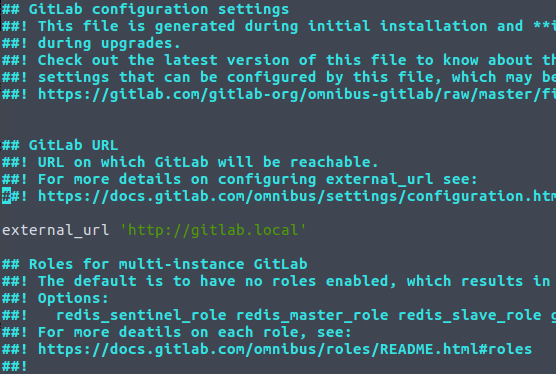 ## GitLab configuration settings
##! This file is generated during initial installation and **i
##! during upgrades.
##! Check out the latest version of this file to know about th
##! settings that can be configured by this file, which may be
##! https://gitlab.com/gitlab-org/omnibus-gitlab/raw/master/fi
## GitLab URL
##! URL on which GitLab will be reachable.
##! For more details on configuring external_url see:
##! https://docs.gitlab.com/omnibus/settings/configuration.htm
external_url 'http://gitlab.local'
## Roles for multi-instance GitLab
##! The default is to have no roles enabled, which results in
##! Options:
##!   redis_sentinel_role redis_master_role redis_slave_role g
##! For more deatils on each role, see:
##! https://docs.gitlab.com/omnibus/roles/README.html#roles
##!